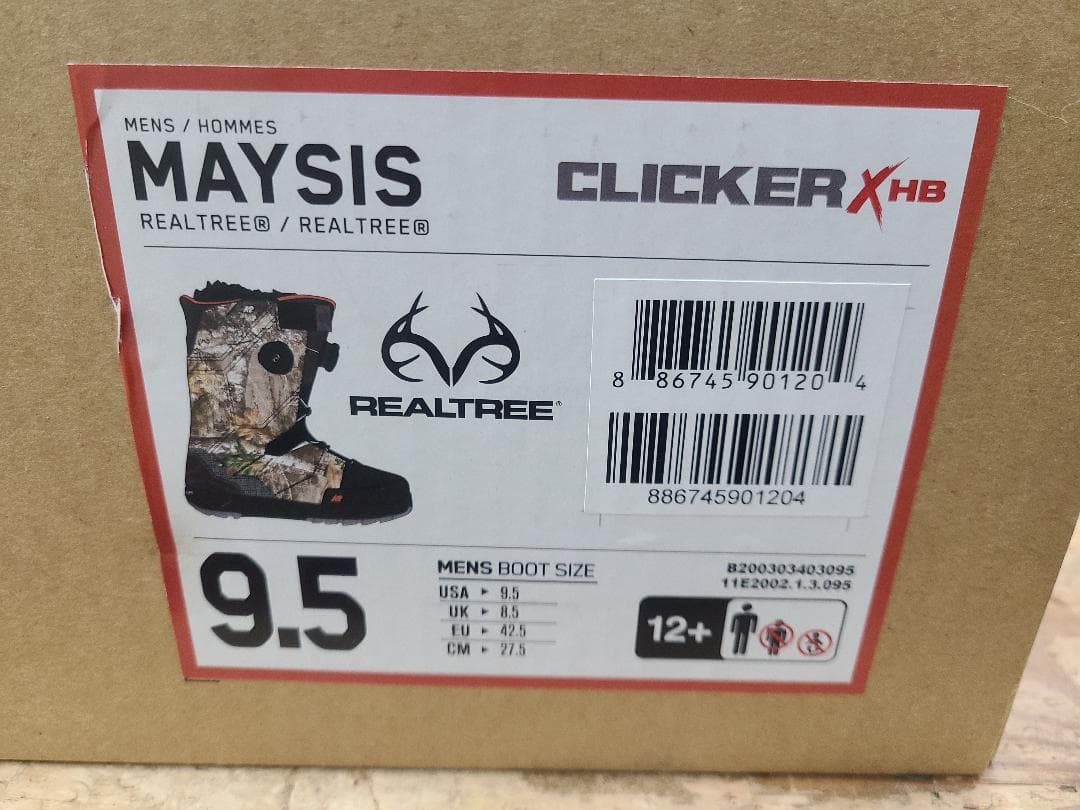 MENS / HOMMES
MAYSIS
REALTREE® / REALTREE®
CLICKER X HB
REALTREE®
8 86745 90120 4
886745901204
9.5
MENS BOOT SIZE
USA ► 9.5
UK ► 8.5
EU ► 42.5
CM ► 27.5
B200303403095
11E2002.1.3.095
12+